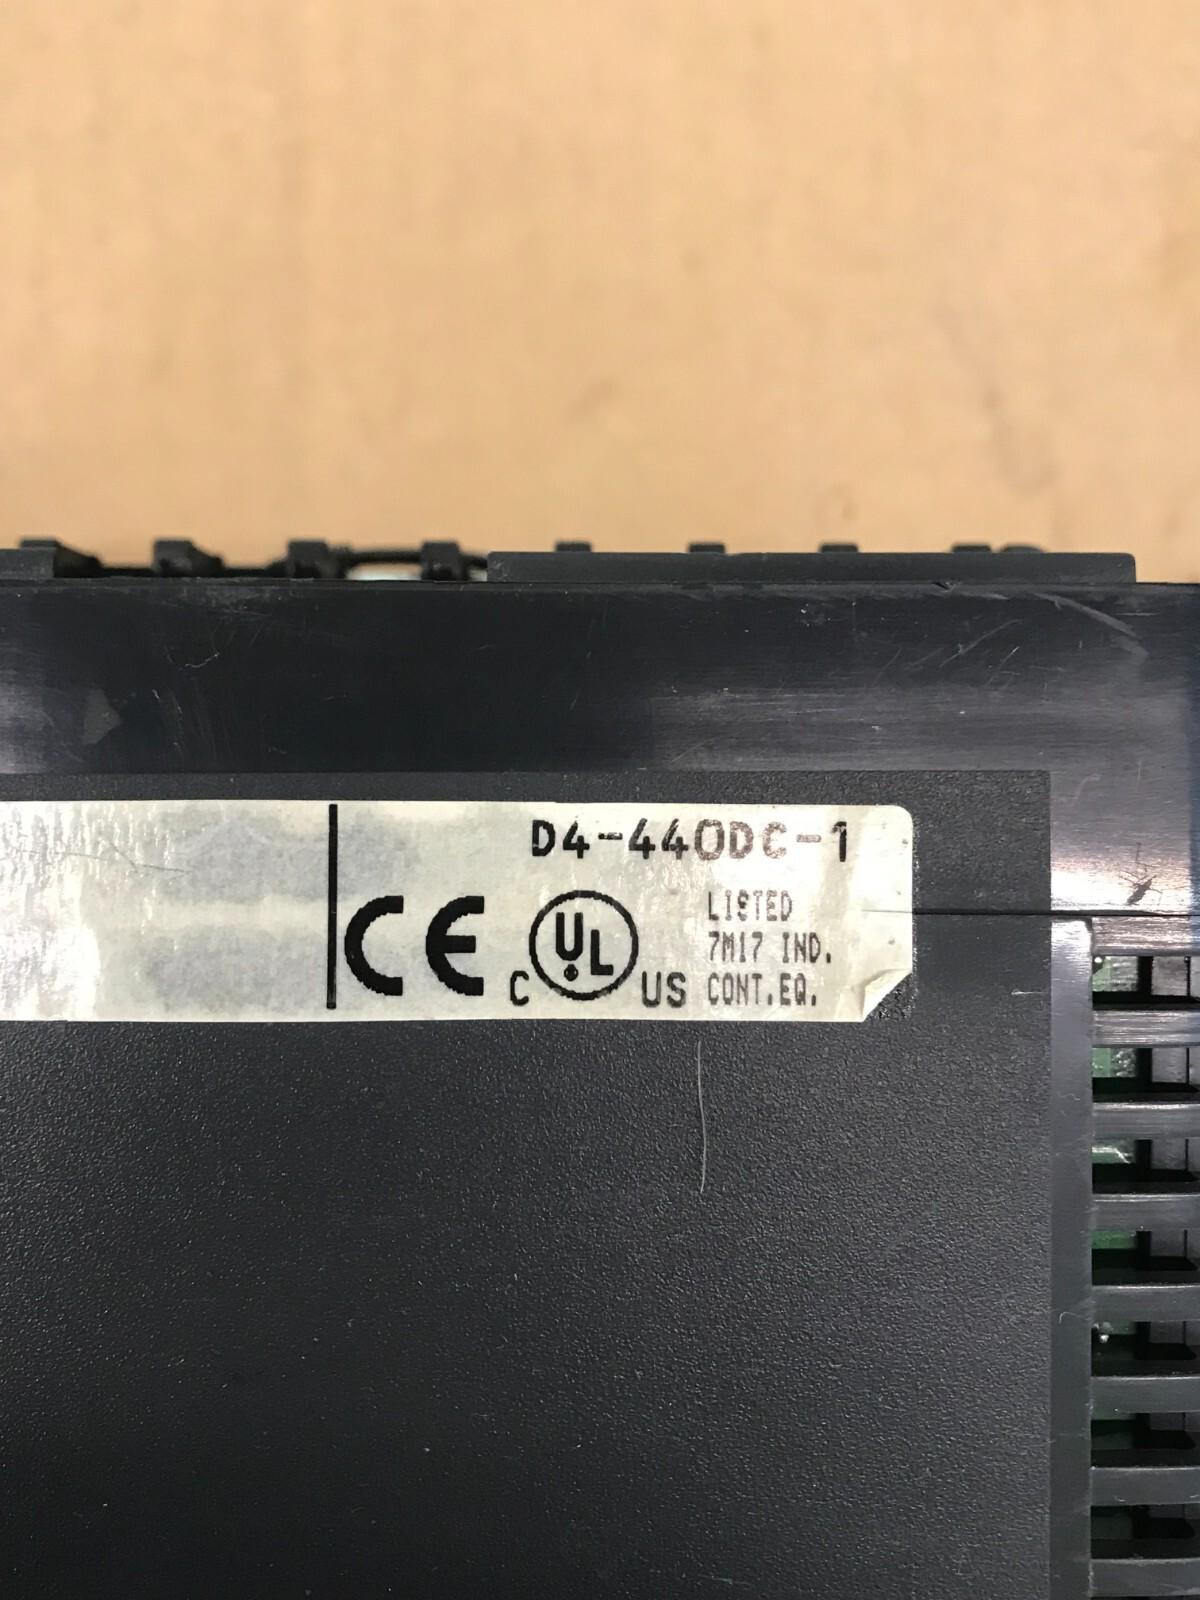 D4-440DC-1
CE C UL US LISTED
7M17 IND.
CONT.EQ.